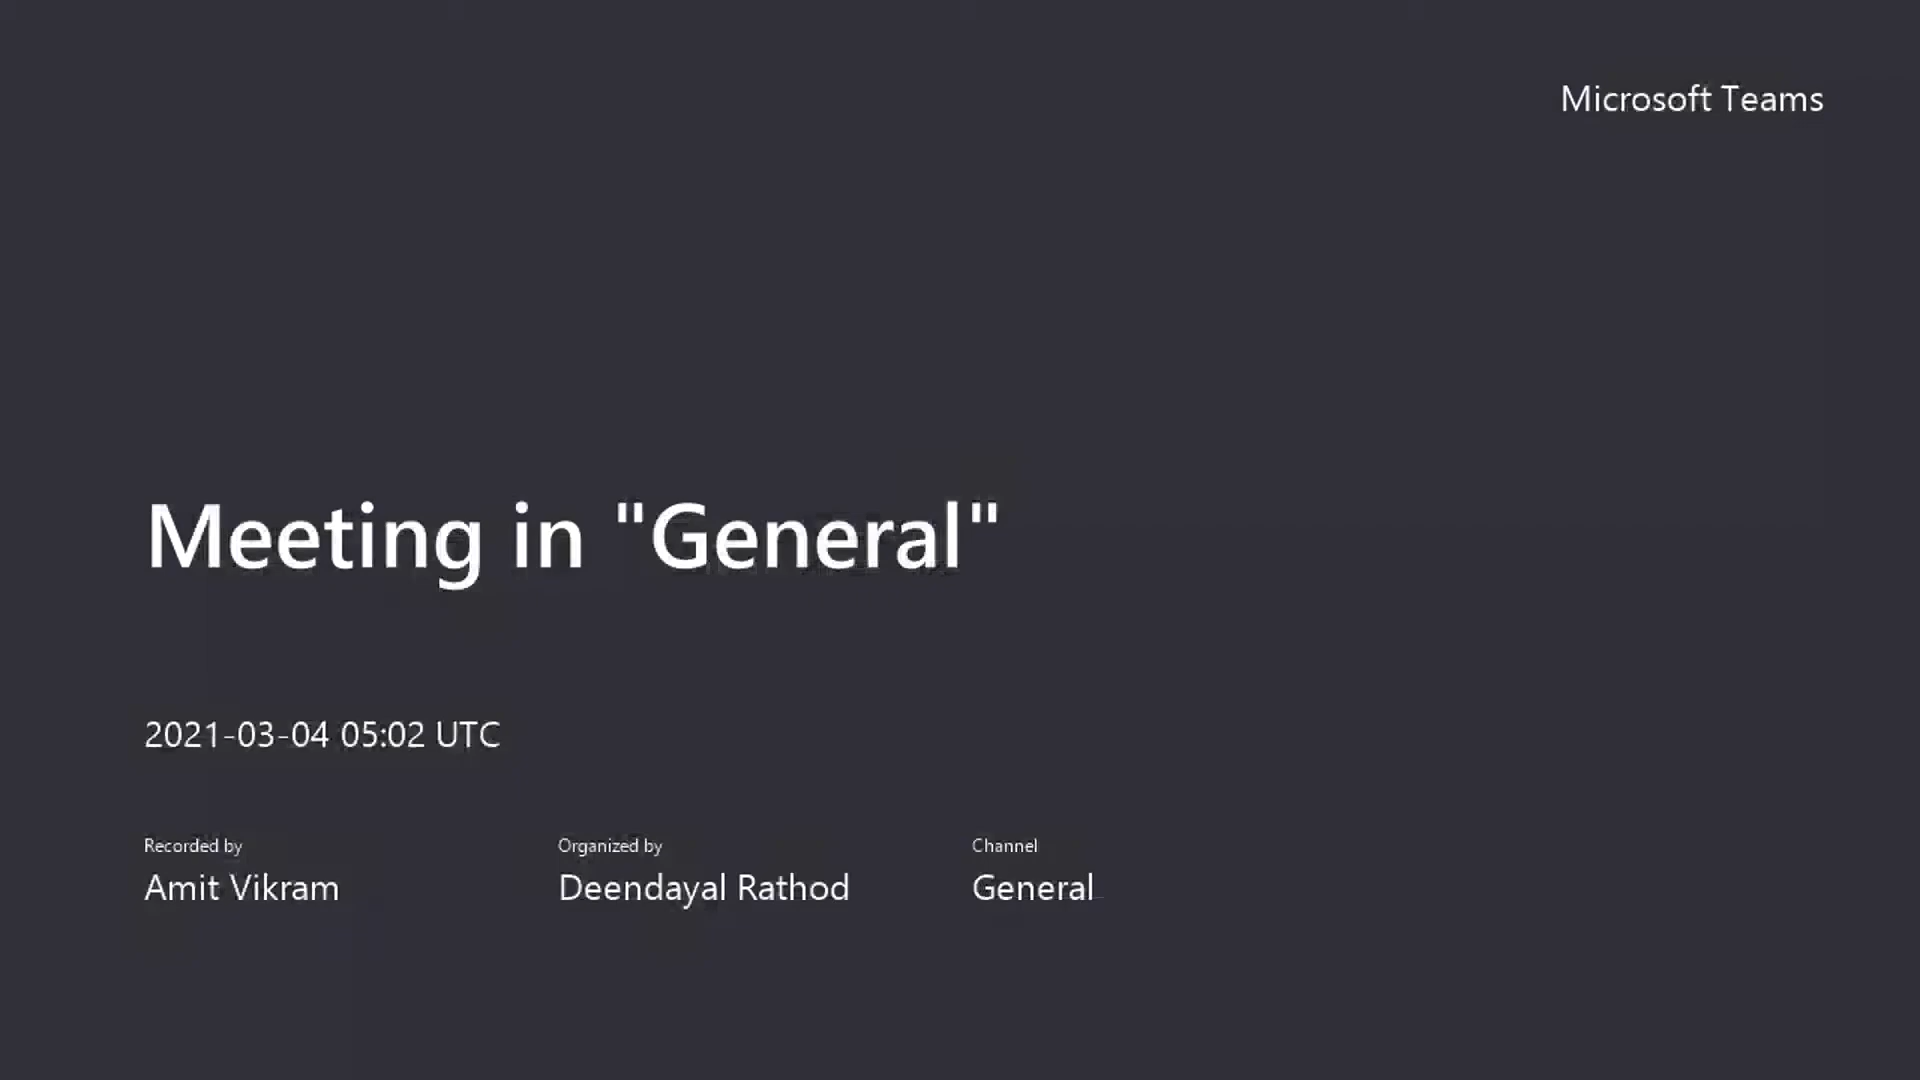 Microsoft Teams
Meeting in "General"
2021-03-04 05:02 UTC
Recorded by
Amit Vikram
Organized by
Deendayal Rathod
Channel
General